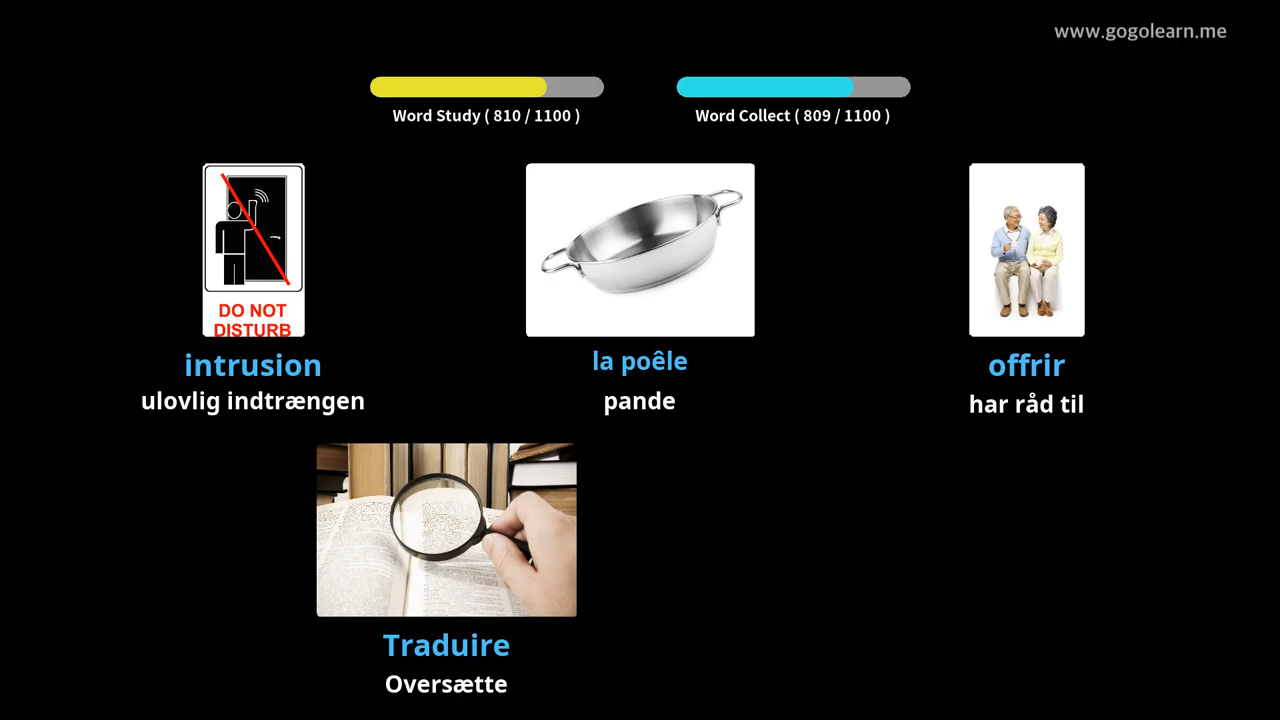 www.gogolearn.me
Word Study ( 810 / 1100 )
Word Collect ( 809 / 1100 )
DO NOT
DISTURB
intrusion
ulovlig indtrængen
la poêle
pande
offrir
har råd til
Traduire
Oversætte